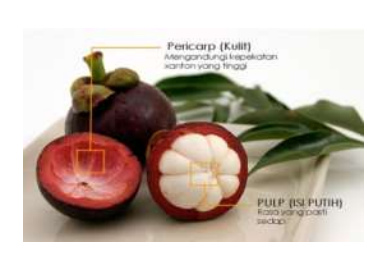 Pericarp (Kulit)
Mengandungi kepekatan
xanton yang tinggi
PULP (ISI PUTIH)
Rasa yang pasti
sedap